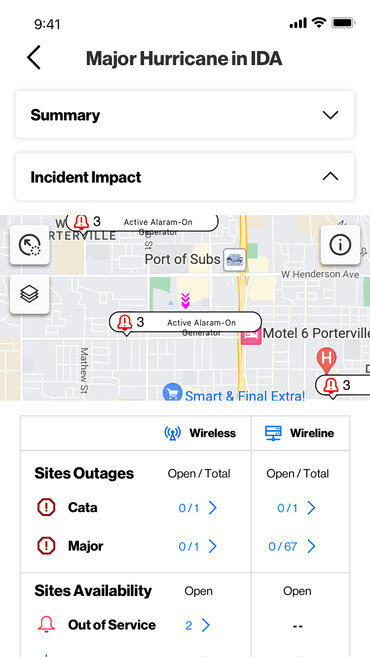 9:41
Major Hurricane in IDA
Summary
Incident Impact
W
RTERVILLE
3 Active Alaram-On
Generator
b St
Port of Subs
W Henderson Ave
3 Active Alaram-On
Generator
Motel 6 Porterville
Mathew St
H
3
Smart & Final Extra!
Wireless Wireline
Sites Outages Open / Total Open / Total
Cata 0 / 1 0 / 1
Major 0 / 1 0 / 67
Sites Availability Open Open
Out of Service 2 --